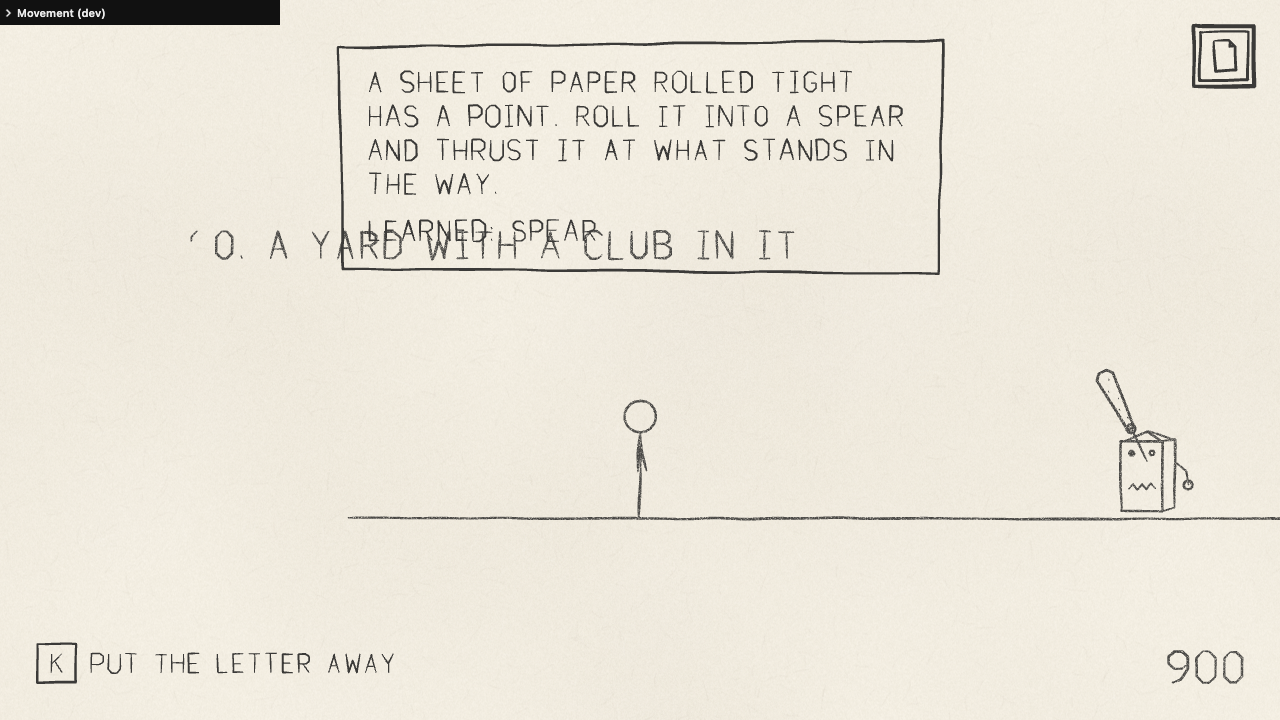 Movement (dev)
A SHEET OF PAPER ROLLED TIGHT
HAS A POINT. ROLL IT INTO A SPEAR
AND THRUST IT AT WHAT STANDS IN
THE WAY.
LEARNED: SPEAR
O. A YARD WITH A CLUB IN IT
K PUT THE LETTER AWAY
900